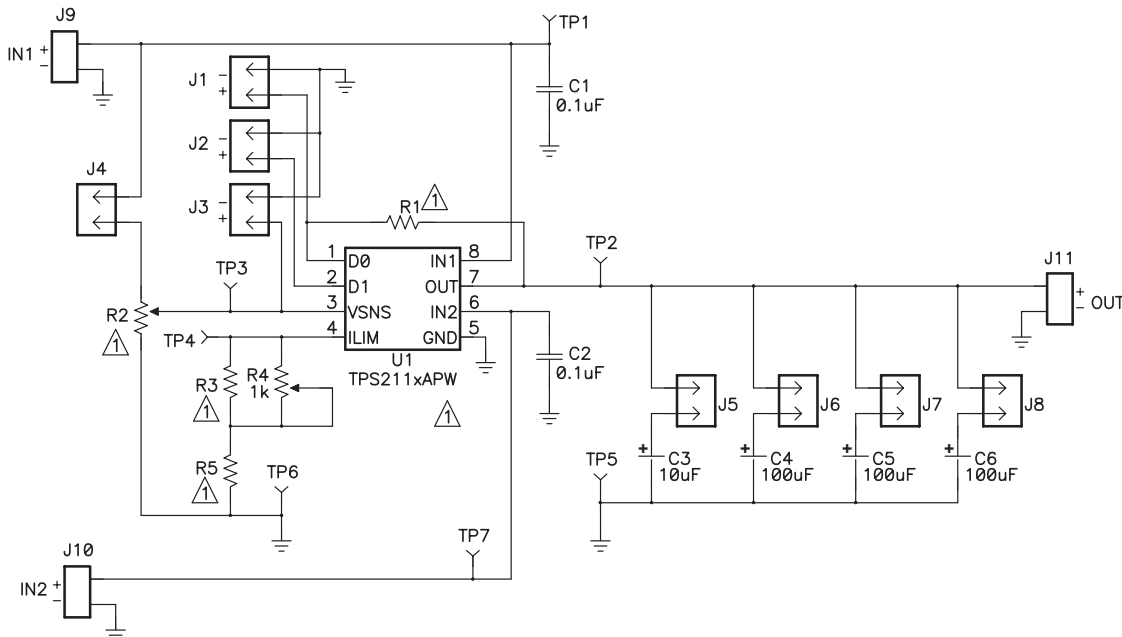 J9
IN1 +
−
TP1
J1 −
+
C1
0.1uF
J2 −
+
J4
J3 −
+
R1 1
TP3
1 D0 IN1 8
2 D1 OUT 7
3 VSNS IN2 6
4 ILIM GND 5
U1
TPS211xAPW
1
TP2
J11
+
− OUT
R2
1
TP4
R3
1
R4
1k
C2
0.1uF
R5
1
TP6
J5
J6
J7
J8
TP5
+ C3
10uF
+ C4
100uF
+ C5
100uF
+ C6
100uF
TP7
J10
IN2 +
−